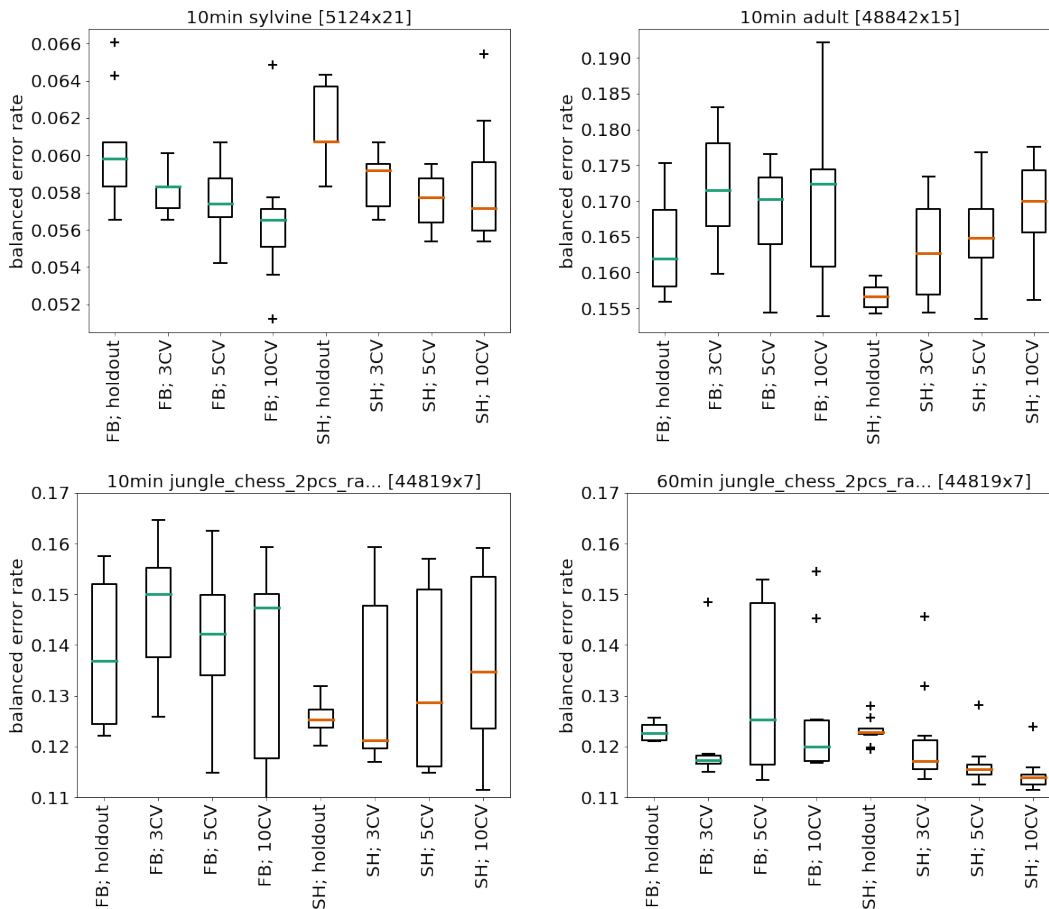 10min sylvine [5124x21]
balanced error rate
0.066
0.064
0.062
0.060
0.058
0.056
0.054
0.052
FB; holdout
FB; 3CV
FB; 5CV
FB; 10CV
SH; holdout
SH; 3CV
SH; 5CV
SH; 10CV
10min adult [48842x15]
balanced error rate
0.190
0.185
0.180
0.175
0.170
0.165
0.160
0.155
FB; holdout
FB; 3CV
FB; 5CV
FB; 10CV
SH; holdout
SH; 3CV
SH; 5CV
SH; 10CV
10min jungle_chess_2pcs_ra... [44819x7]
balanced error rate
0.17
0.16
0.15
0.14
0.13
0.12
0.11
FB; holdout
FB; 3CV
FB; 5CV
FB; 10CV
SH; holdout
SH; 3CV
SH; 5CV
SH; 10CV
60min jungle_chess_2pcs_ra... [44819x7]
balanced error rate
0.17
0.16
0.15
0.14
0.13
0.12
0.11
FB; holdout
FB; 3CV
FB; 5CV
FB; 10CV
SH; holdout
SH; 3CV
SH; 5CV
SH; 10CV